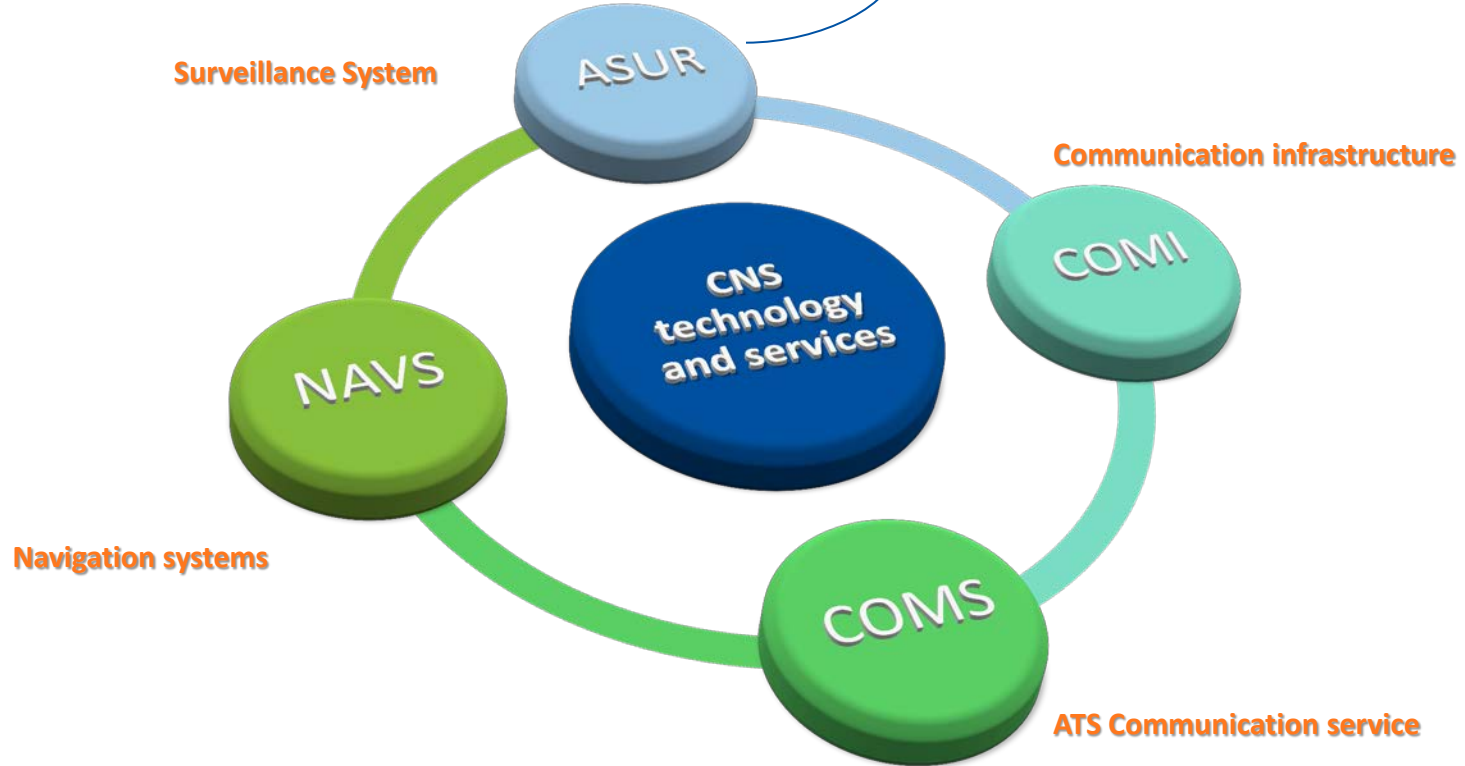 ASUR
Surveillance System
Communication infrastructure
COMI
CNS
technology
and services
NAVS
Navigation systems
COMS
ATS Communication service